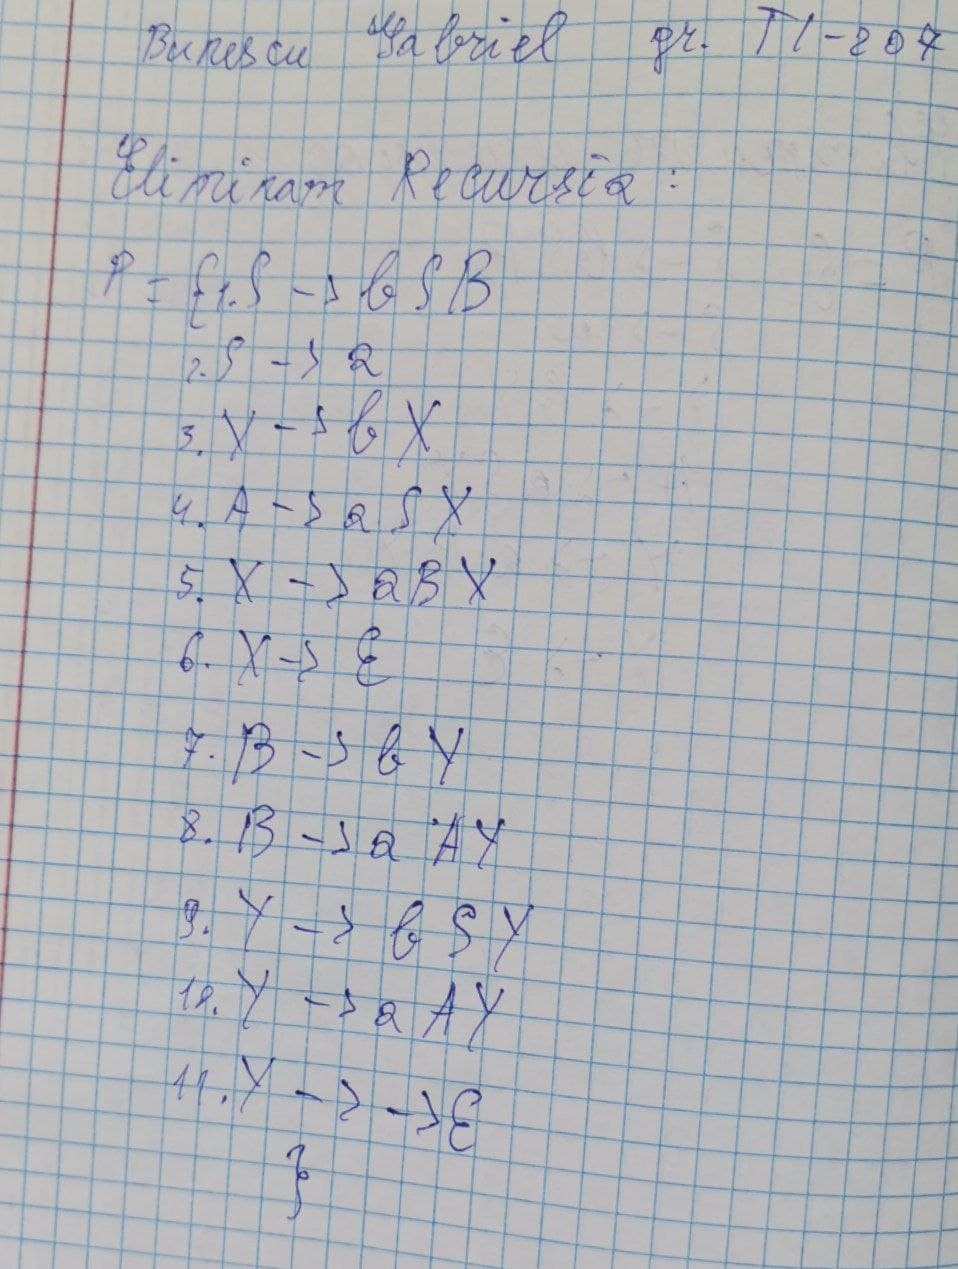 Bunescu Gabriel gr. TI-207
Eliminam Recursia:
P = {1. S -> bSB
2. S -> a
3. X -> bX
4. A -> aSX
5. X -> aBX
6. X -> ε
7. B -> bY
8. B -> aAY
9. Y -> bSY
10. Y -> aAY
11. Y -> -> ε
}